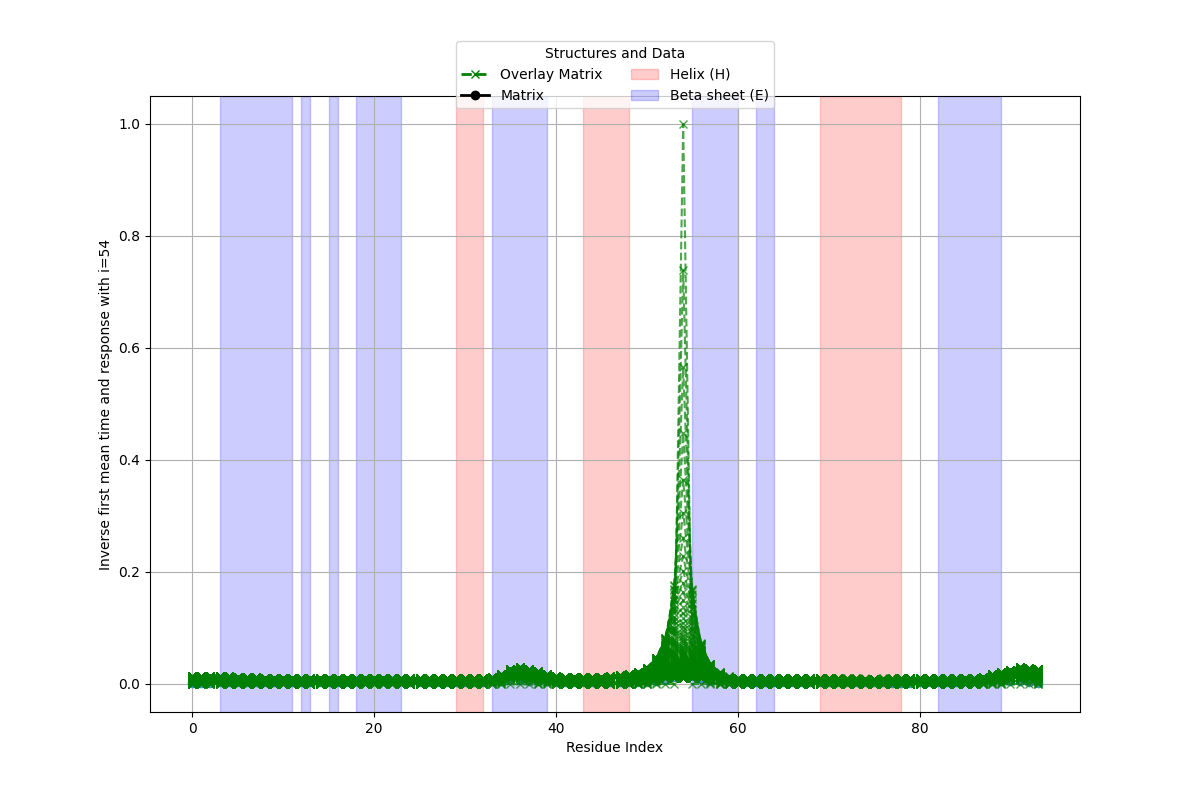 Structures and Data
Overlay Matrix
Matrix
Helix (H)
Beta sheet (E)
1.0
0.8
0.6
0.4
0.2
0.0
Inverse first mean time and response with i=54
0 20 40 60 80
Residue Index